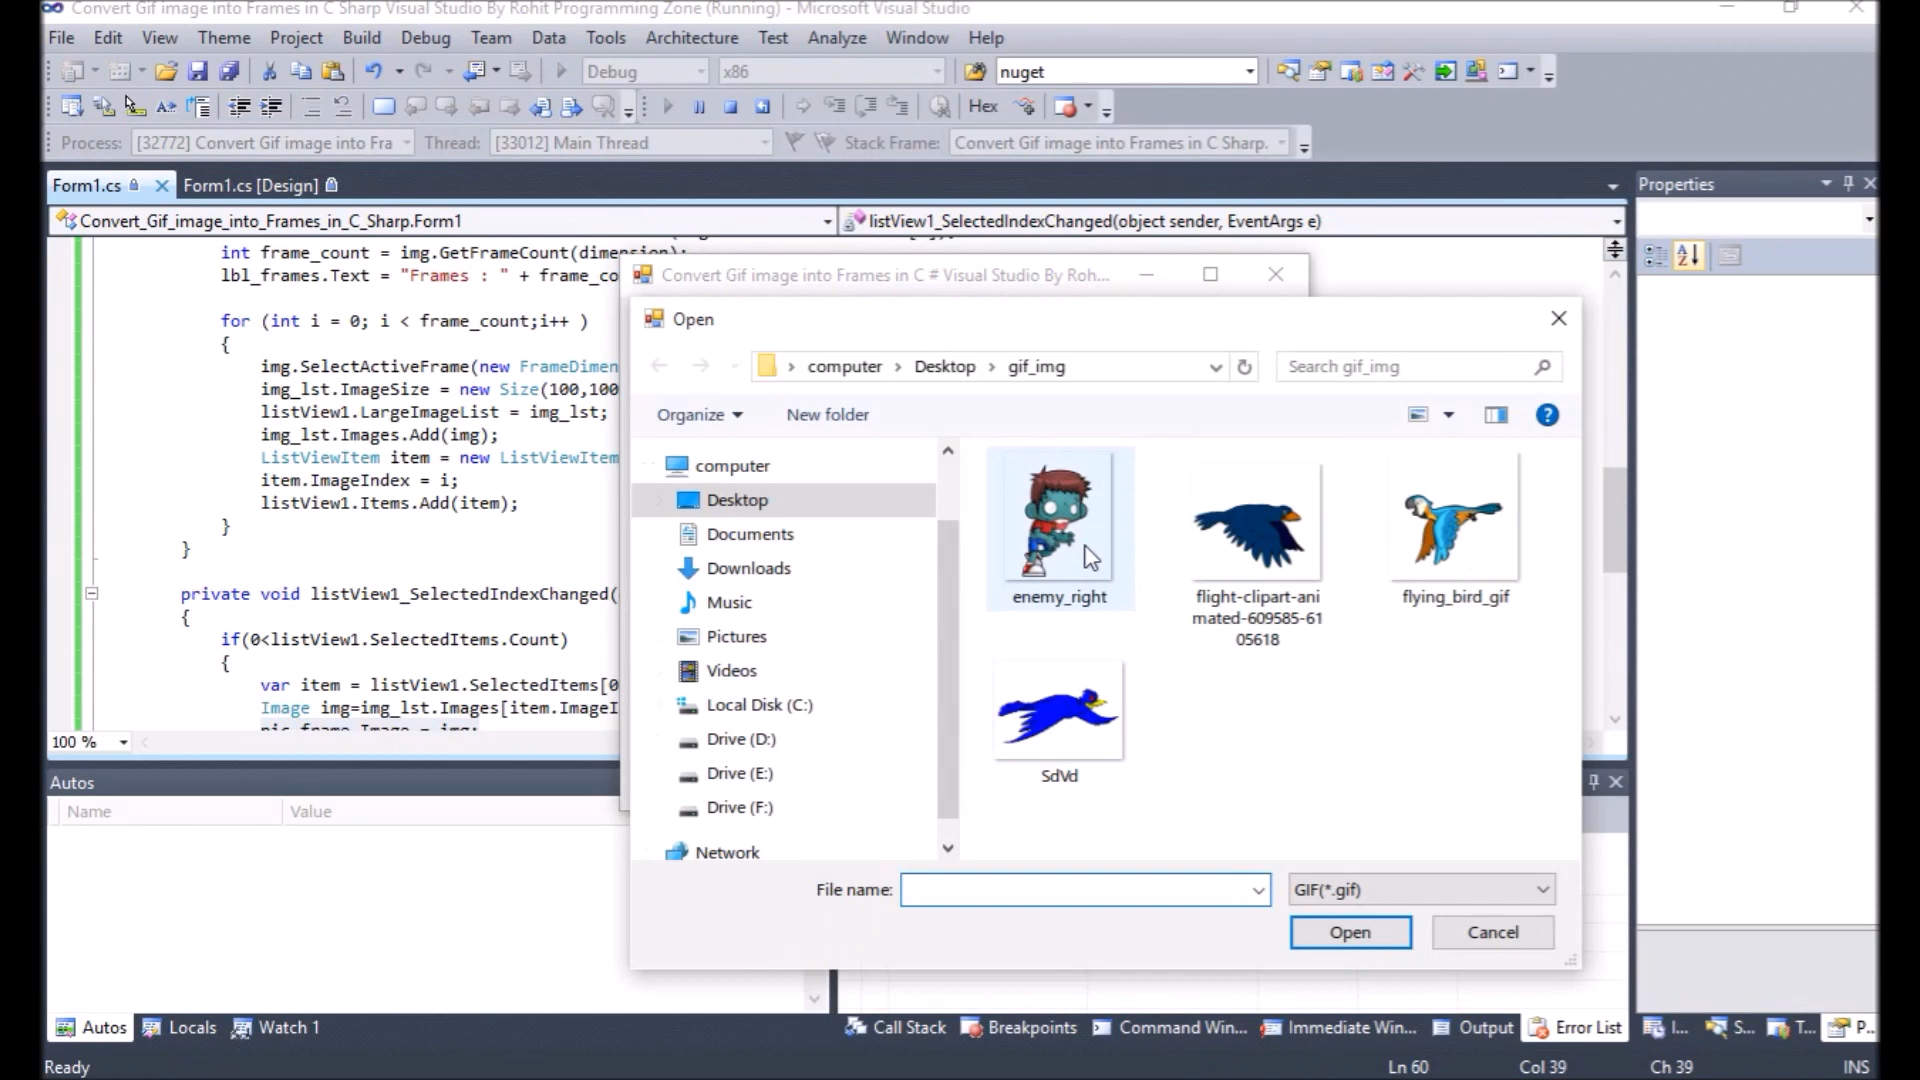 Convert Gif image into Frames in C Sharp Visual Studio By Rohit Programming Zone (Running) - Microsoft Visual Studio
File Edit View Theme Project Build Debug Team Data Tools Architecture Test Analyze Window Help
Debug x86 nuget
Hex
Process: [32772] Convert Gif image into Fra Thread: [33012] Main Thread Stack Frame: Convert Gif image into Frames in C Sharp.
Form1.cs Form1.cs [Design]
Properties
Convert_Gif_image_into_Frames_in_C_Sharp.Form1 listView1_SelectedIndexChanged(object sender, EventArgs e)
int frame_count = img.GetFrameCount(dimension);
lbl_frames.Text = "Frames : " + frame_co
for (int i = 0; i < frame_count;i++ )
{
img.SelectActiveFrame(new FrameDimen
img_lst.ImageSize = new Size(100,100
listView1.LargeImageList = img_lst;
img_lst.Images.Add(img);
ListViewItem item = new ListViewItem
item.ImageIndex = i;
listView1.Items.Add(item);
}
}
private void listView1_SelectedIndexChanged(
{
if(0<listView1.SelectedItems.Count)
{
var item = listView1.SelectedItems[0
Image img=img_lst.Images[item.ImageI
pic_frame.Image = img;
100 %
Convert Gif image into Frames in C # Visual Studio By Roh...
Open
computer Desktop gif_img
Search gif_img
Organize New folder
computer
Desktop
Documents
Downloads
Music
Pictures
Videos
Local Disk (C:)
Drive (D:)
Drive (E:)
Drive (F:)
Network
enemy_right
flight-clipart-ani
mated-609585-61
05618
flying_bird_gif
SdVd
File name:
GIF(*.gif)
Open Cancel
Autos
Name Value
Autos Locals Watch 1
Call Stack Breakpoints Command Win... Immediate Win... Output Error List I... S... T... P..
Ready Ln 60 Col 39 Ch 39 INS